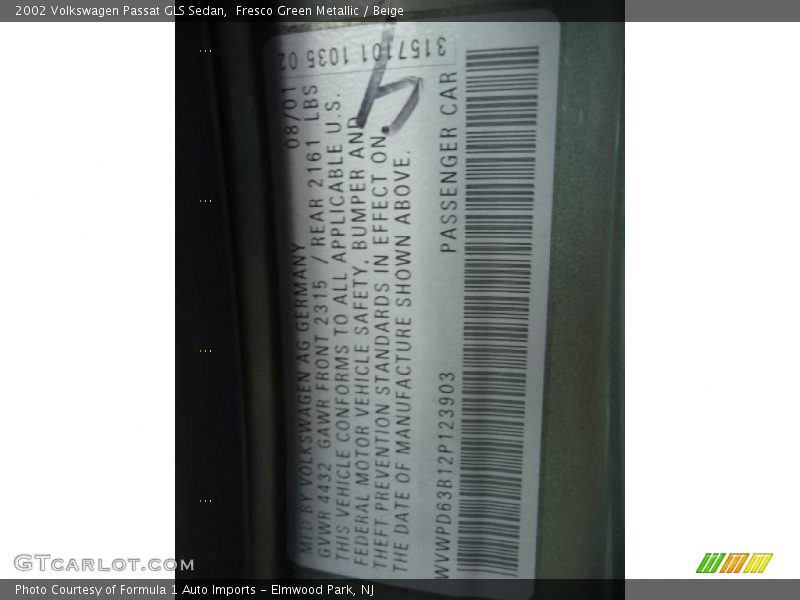 2002 Volkswagen Passat GLS Sedan,  Fresco Green Metallic / Beige
3157101 1035 02
MFD BY VOLKSWAGEN AG GERMANY 08/01
GVWR 4432 GAWR FRONT 2315 / REAR 2161 LBS
THIS VEHICLE CONFORMS TO ALL APPLICABLE U.S.
FEDERAL MOTOR VEHICLE SAFETY, BUMPER AND
THEFT PREVENTION STANDARDS IN EFFECT ON
THE DATE OF MANUFACTURE SHOWN ABOVE.
WVWPD63B12P123903 PASSENGER CAR
GTCARLOT.COM
Photo Courtesy of Formula 1 Auto Imports - Elmwood Park, NJ